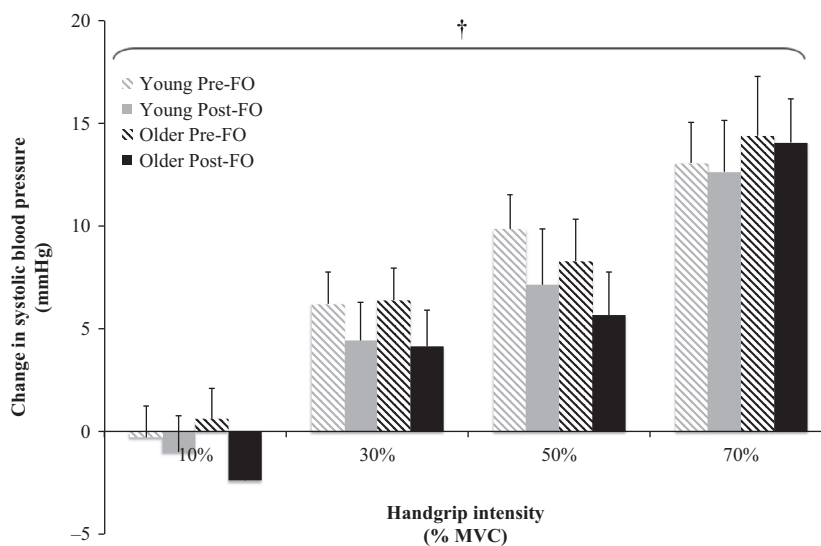 †
20
15
10
5
0
–5
Change in systolic blood pressure
(mmHg)
Young Pre-FO
Young Post-FO
Older Pre-FO
Older Post-FO
10%
30%
50%
70%
Handgrip intensity
(% MVC)